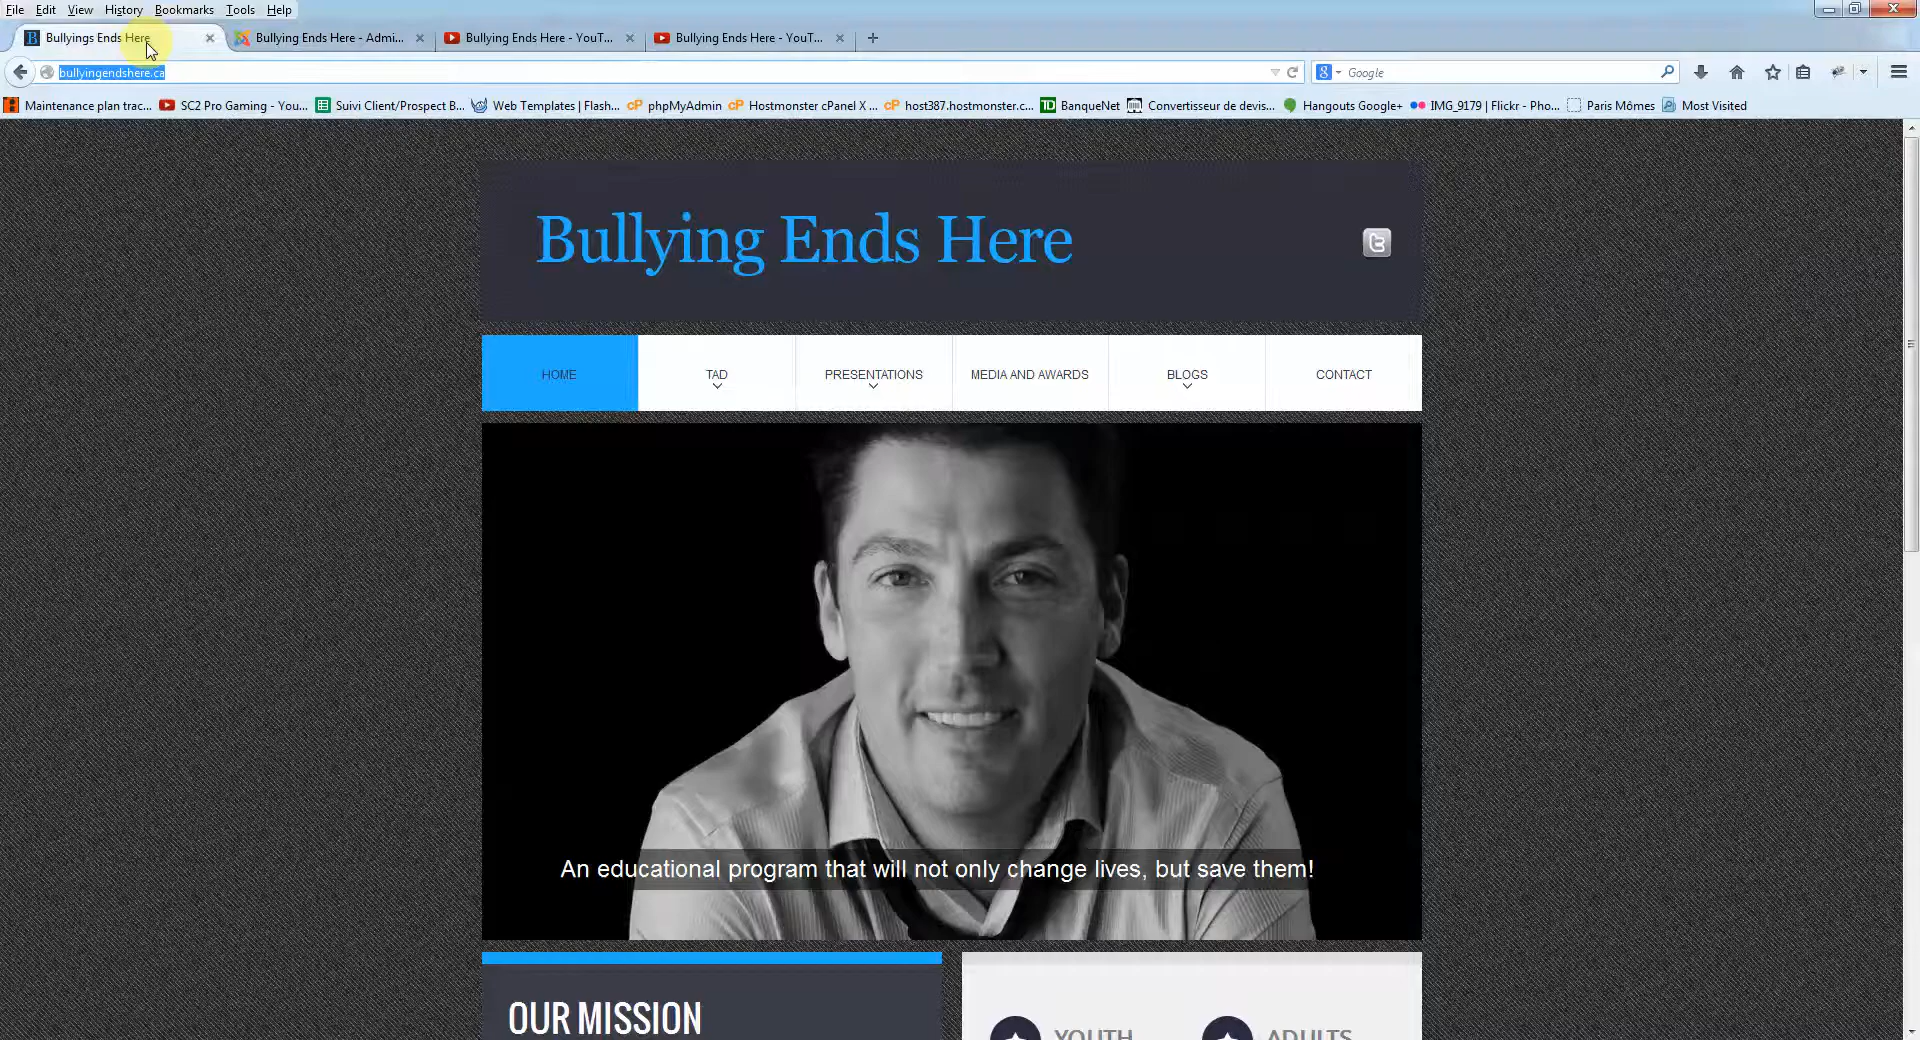 File Edit View History Bookmarks Tools Help
Bullyings Ends Here
Bullying Ends Here - Admi...
Bullying Ends Here - YouT...
Bullying Ends Here - YouT...
bullyingendshere.ca
Google
Maintenance plan trac... SC2 Pro Gaming - You... Suivi Client/Prospect B... Web Templates | Flash... phpMyAdmin Hostmonster cPanel X ... host387.hostmonster.c... BanqueNet Convertisseur de devis... Hangouts Google+ IMG_9179 | Flickr - Pho... Paris Mômes Most Visited
Bullying Ends Here
HOME TAD PRESENTATIONS MEDIA AND AWARDS BLOGS CONTACT
An educational program that will not only change lives, but save them!
OUR MISSION
YOUTH ADULTS